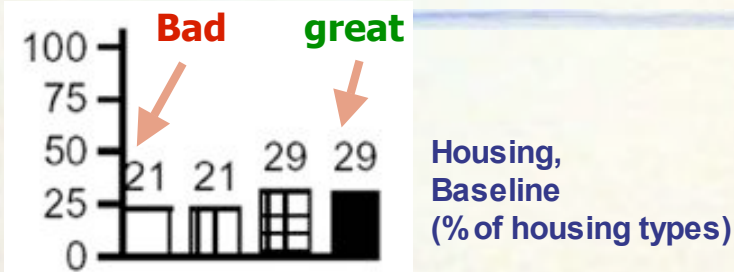 Bad great
100
75
50
25
0
21 21 29 29
Housing,
Baseline
(% of housing types)